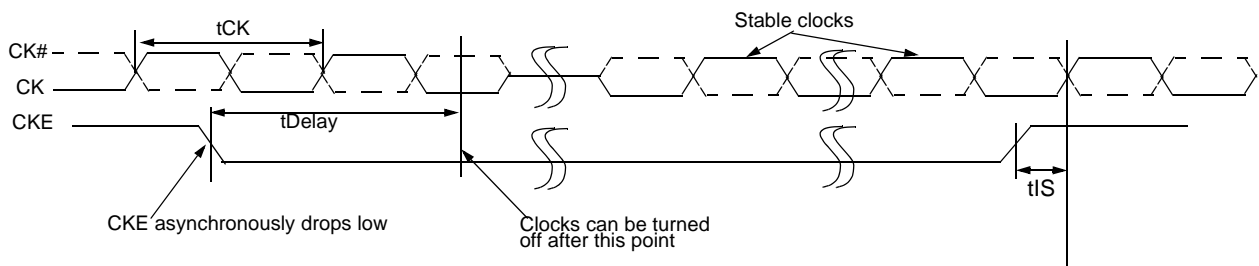 Stable clocks
tCK
CK#
CK
tDelay
CKE
tIS
CKE asynchronously drops low
Clocks can be turned
off after this point